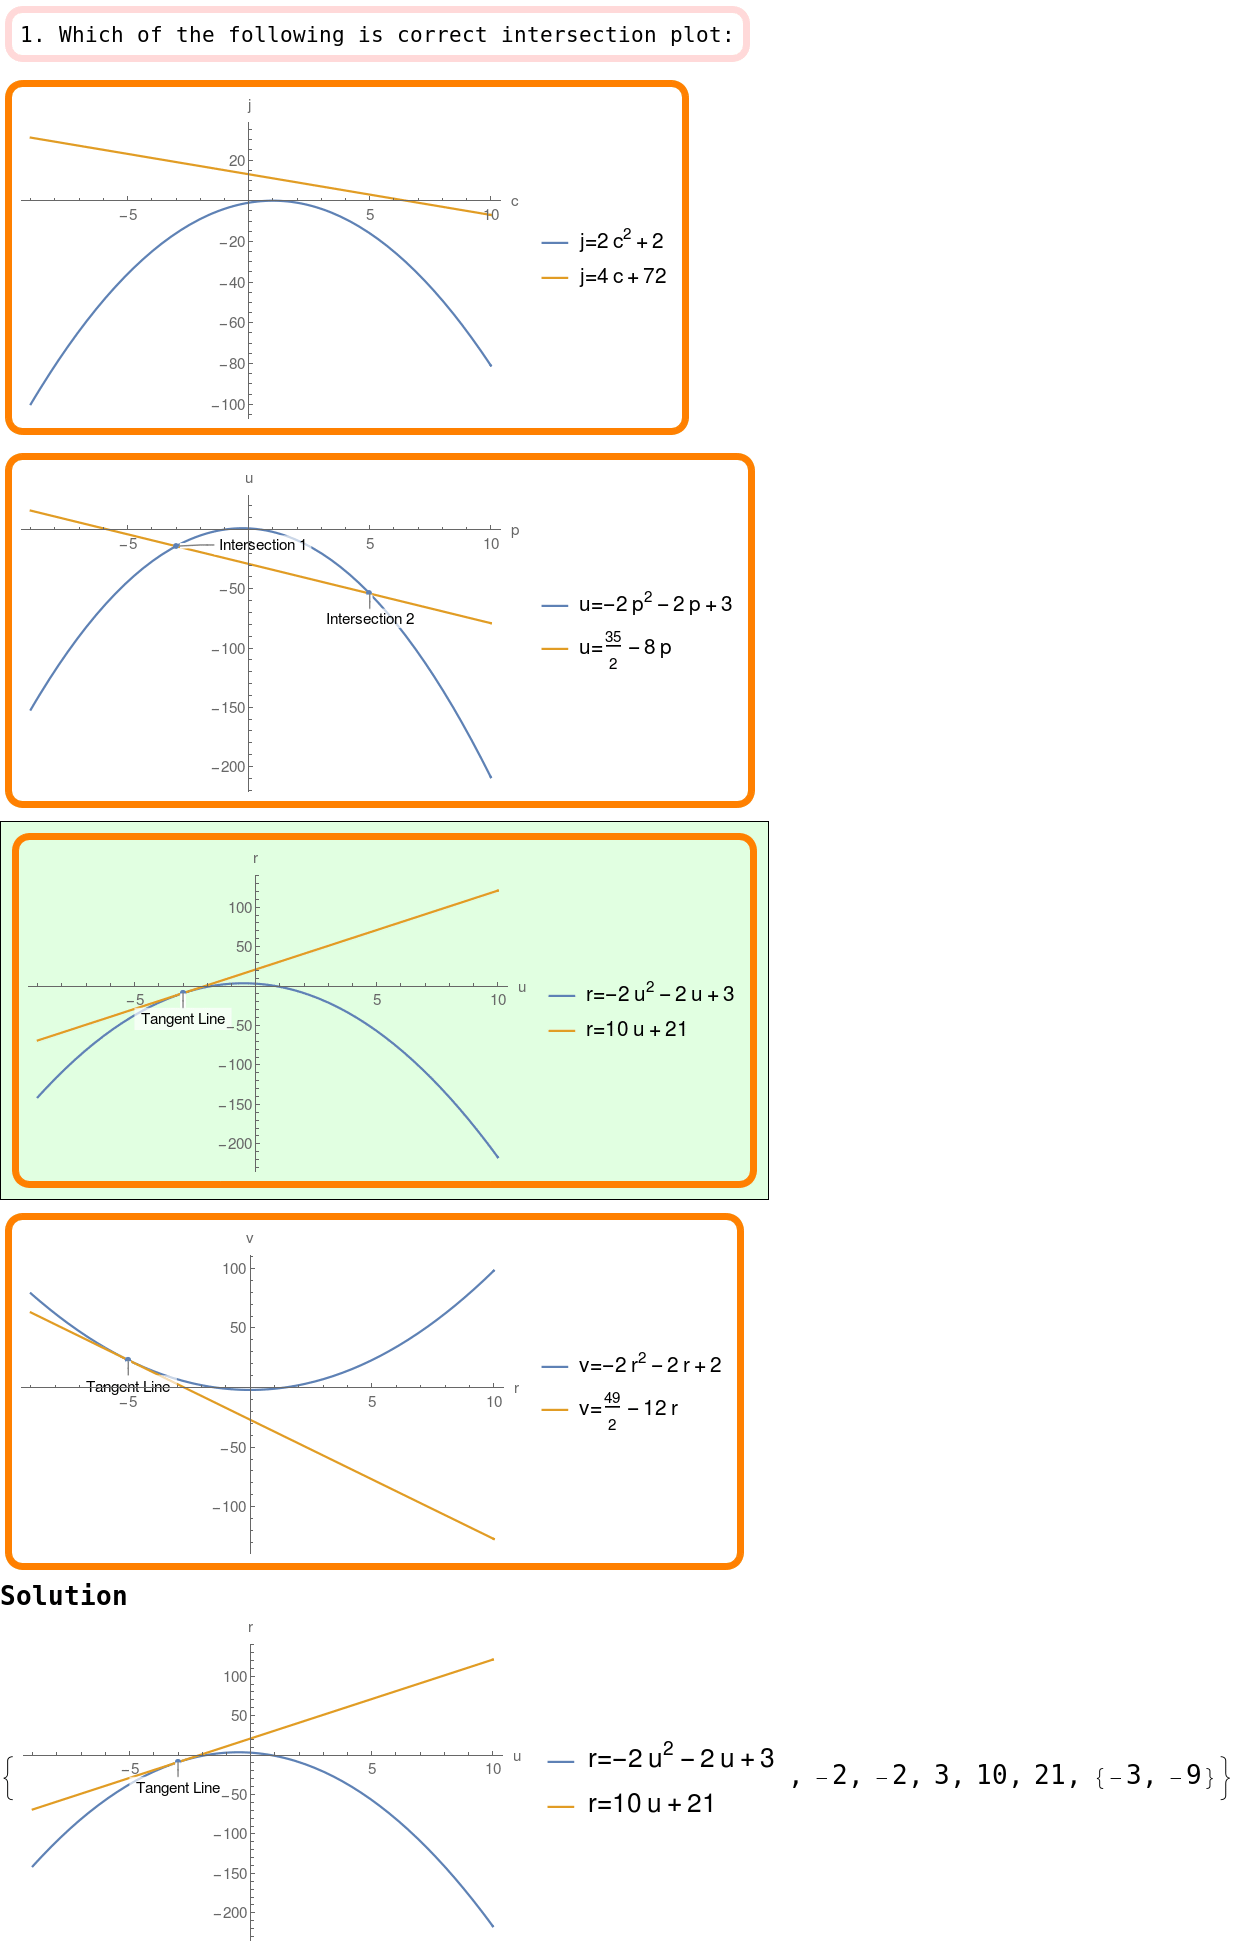 1. Which of the following is correct intersection plot:
j
20
−5 5 10 c
−20
−40
−60
−80
−100
j=2 c² + 2
j=4 c + 72
u
−5 5 10 p
Intersection 1
−50
Intersection 2
−100
−150
−200
u=−2 p² − 2 p + 3
u=35/2 − 8 p
r
100
50
−5 5 10 u
Tangent Line
−50
−100
−150
−200
r=−2 u² − 2 u + 3
r=10 u + 21
v
100
50
Tangent Line
−5 5 10 r
−50
−100
v=−2 r² − 2 r + 2
v=49/2 − 12 r
Solution
r
100
50
−5 5 10 u
Tangent Line
−50
−100
−150
−200
r=−2 u² − 2 u + 3
r=10 u + 21
{ , −2, −2, 3, 10, 21, {−3, −9}}